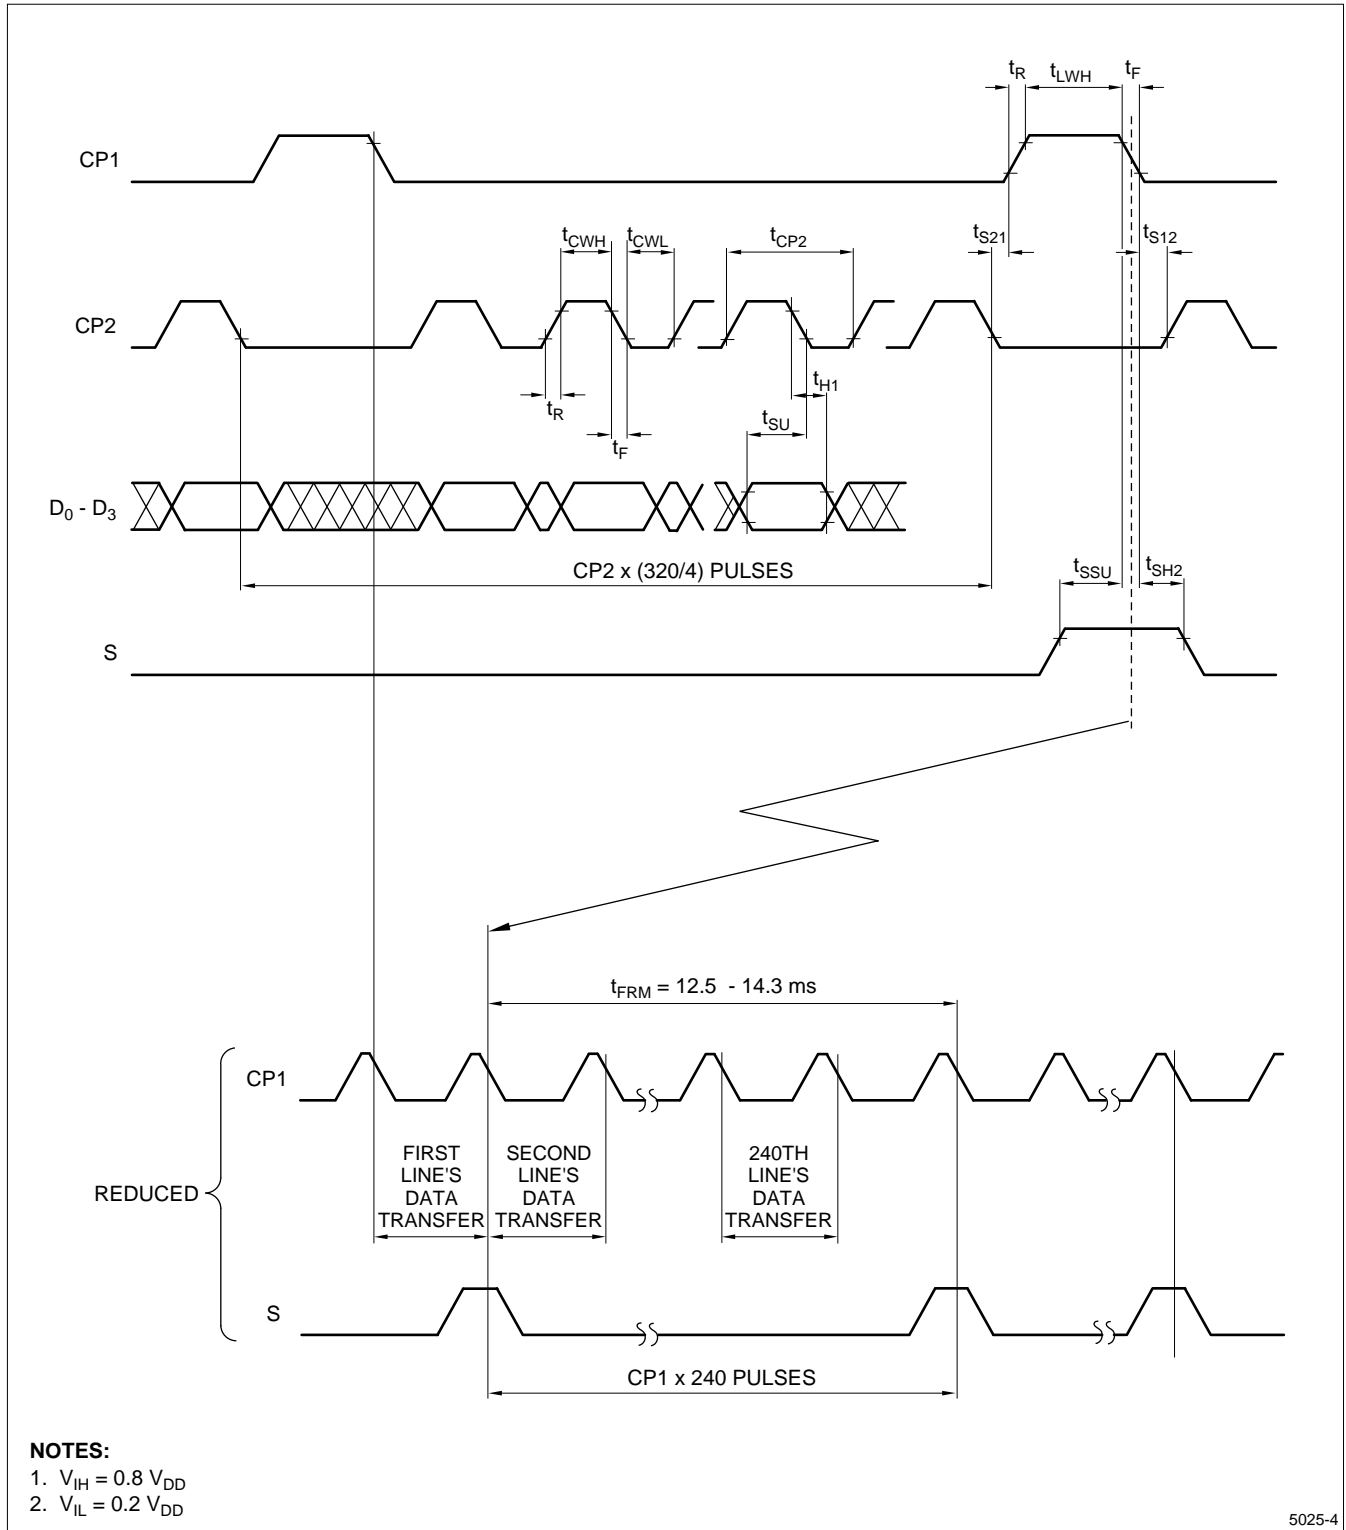 tR tLWH tF
CP1
tCWH tCWL tCP2 tS21 tS12
CP2
tR tF tSU tH1
D0 - D3
CP2 x (320/4) PULSES
tSSU tSH2
S
tFRM = 12.5 - 14.3 ms
CP1
FIRST
LINE'S
DATA
TRANSFER
SECOND
LINE'S
DATA
TRANSFER
240TH
LINE'S
DATA
TRANSFER
REDUCED
S
CP1 x 240 PULSES
NOTES:
1. VIH = 0.8 VDD
2. VIL = 0.2 VDD
5025-4